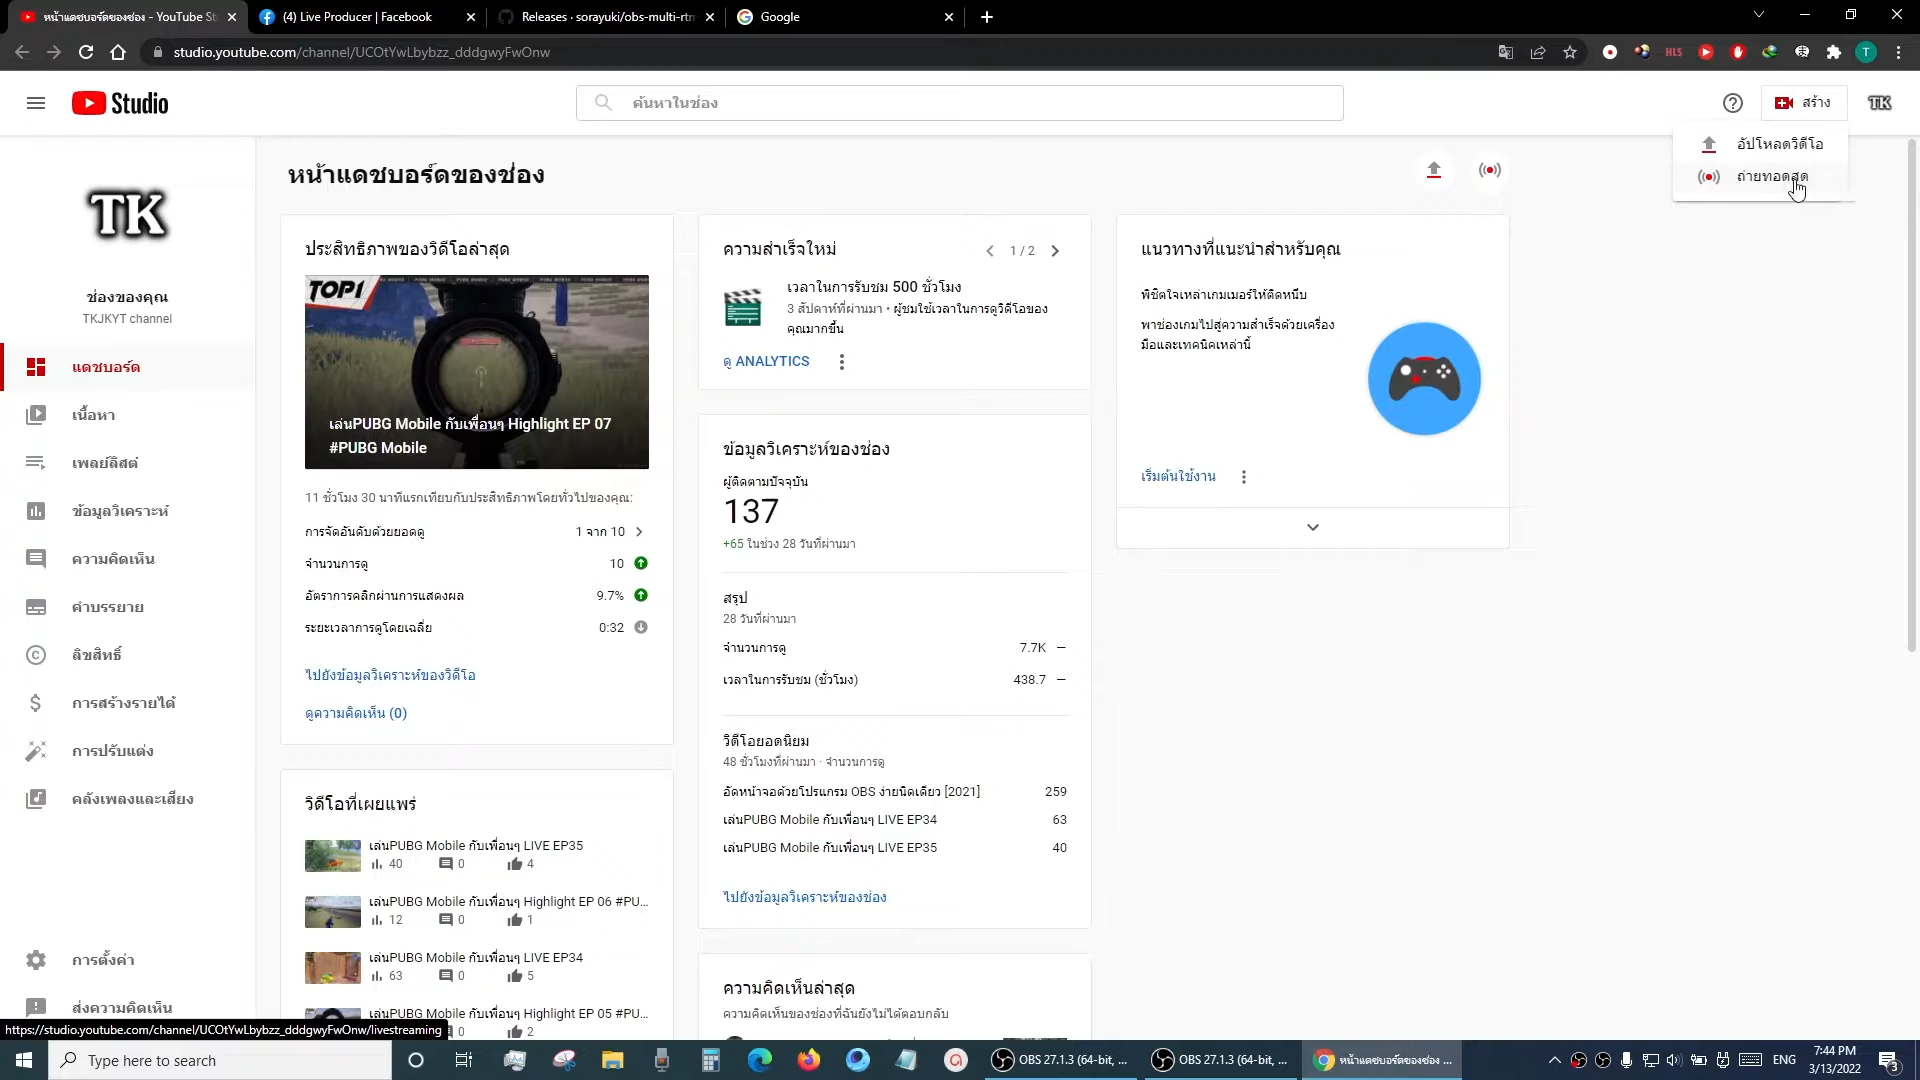 หน้าแดชบอร์ดของช่อง - YouTube St
(4) Live Producer | Facebook
Releases · sorayuki/obs-multi-rtm
Google
studio.youtube.com/channel/UCOtYwLbybzz_dddgwyFwOnw
HLS
T
Studio
ค้นหาในช่อง
สร้าง
TK
อัปโหลดวิดีโอ
ถ่ายทอดสด
TK
ช่องของคุณ
TKJKYT channel
แดชบอร์ด
เนื้อหา
เพลย์ลิสต์
ข้อมูลวิเคราะห์
ความคิดเห็น
คำบรรยาย
ลิขสิทธิ์
การสร้างรายได้
การปรับแต่ง
คลังเพลงและเสียง
การตั้งค่า
ส่งความคิดเห็น
หน้าแดชบอร์ดของช่อง
ประสิทธิภาพของวิดีโอล่าสุด
TOP1
เล่นPUBG Mobile กับเพื่อนๆ Highlight EP 07
#PUBG Mobile
11 ชั่วโมง 30 นาทีแรกเทียบกับประสิทธิภาพโดยทั่วไปของคุณ:
การจัดอันดับด้วยยอดดู 1 จาก 10
จำนวนการดู 10
อัตราการคลิกผ่านการแสดงผล 9.7%
ระยะเวลาการดูโดยเฉลี่ย 0:32
ไปยังข้อมูลวิเคราะห์ของวิดีโอ
ดูความคิดเห็น (0)
วิดีโอที่เผยแพร่
เล่นPUBG Mobile กับเพื่อนๆ LIVE EP35
40 0 4
เล่นPUBG Mobile กับเพื่อนๆ Highlight EP 06 #PU...
12 0 1
เล่นPUBG Mobile กับเพื่อนๆ LIVE EP34
63 0 5
เล่นPUBG Mobile กับเพื่อนๆ Highlight EP 05 #PU...
0 2
ความสำเร็จใหม่
1 / 2
เวลาในการรับชม 500 ชั่วโมง
3 สัปดาห์ที่ผ่านมา • ผู้ชมใช้เวลาในการดูวิดีโอของ
คุณมากขึ้น
ดู ANALYTICS
ข้อมูลวิเคราะห์ของช่อง
ผู้ติดตามปัจจุบัน
137
+65 ในช่วง 28 วันที่ผ่านมา
สรุป
28 วันที่ผ่านมา
จำนวนการดู 7.7K —
เวลาในการรับชม (ชั่วโมง) 438.7 —
วิดีโอยอดนิยม
48 ชั่วโมงที่ผ่านมา · จำนวนการดู
อัดหน้าจอด้วยโปรแกรม OBS ง่ายนิดเดียว [2021] 259
เล่นPUBG Mobile กับเพื่อนๆ LIVE EP34 63
เล่นPUBG Mobile กับเพื่อนๆ LIVE EP35 40
ไปยังข้อมูลวิเคราะห์ของช่อง
ความคิดเห็นล่าสุด
ความคิดเห็นของช่องที่ฉันยังไม่ได้ตอบกลับ
แนวทางที่แนะนำสำหรับคุณ
พิชิตใจเหล่าเกมเมอร์ให้ติดหนึบ
พาช่องเกมไปสู่ความสำเร็จด้วยเครื่อง
มือและเทคนิคเหล่านี้
เริ่มต้นใช้งาน
https://studio.youtube.com/channel/UCOtYwLbybzz_dddgwyFwOnw/livestreaming
Type here to search
OBS 27.1.3 (64-bit, ...
OBS 27.1.3 (64-bit, ...
หน้าแดชบอร์ดของช่อง ...
ENG
7:44 PM
3/13/2022
3